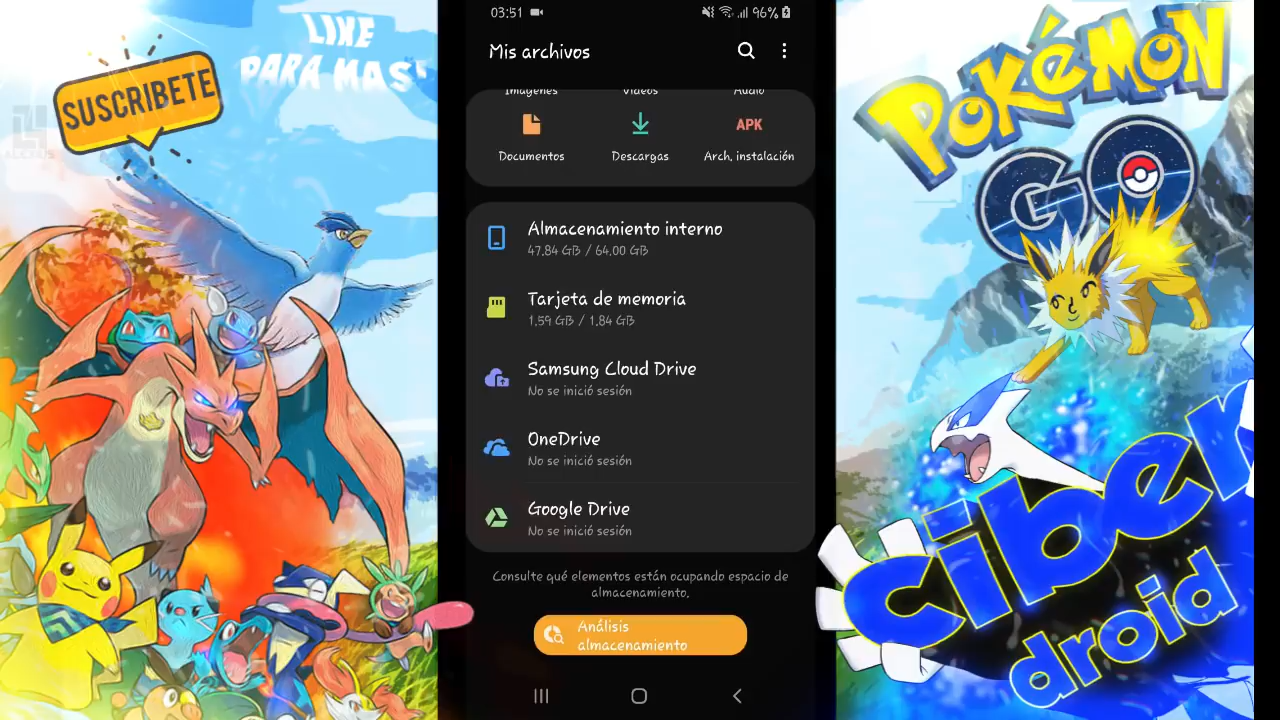 LIKE
PARA MAS
SUSCRIBETE
03:51
96%
Mis archivos
Imágenes
Videos
Audio
APK
Documentos
Descargas
Arch. instalación
Almacenamiento interno
47.84 GB / 64.00 GB
Tarjeta de memoria
1.59 GB / 1.84 GB
Samsung Cloud Drive
No se inició sesión
OneDrive
No se inició sesión
Google Drive
No se inició sesión
Consulte qué elementos están ocupando espacio de
almacenamiento.
Análisis
almacenamiento
POKÉMON
GO
ciber
droid